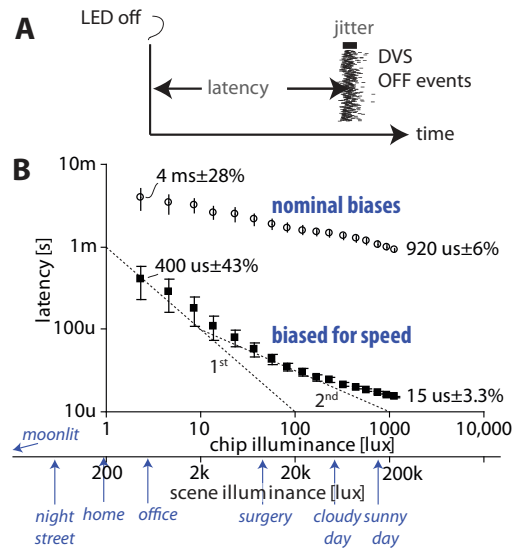 A
LED off
jitter
DVS
OFF events
latency
time
B
10m
4 ms±28%
nominal biases
1m
920 us±6%
latency [s]
400 us±43%
100u
biased for speed
1st
2nd
15 us±3.3%
10u
1 10 100 1000 10,000
moonlit
chip illuminance [lux]
200 2k 20k 200k
scene illuminance [lux]
night street
home
office
surgery
cloudy day
sunny day